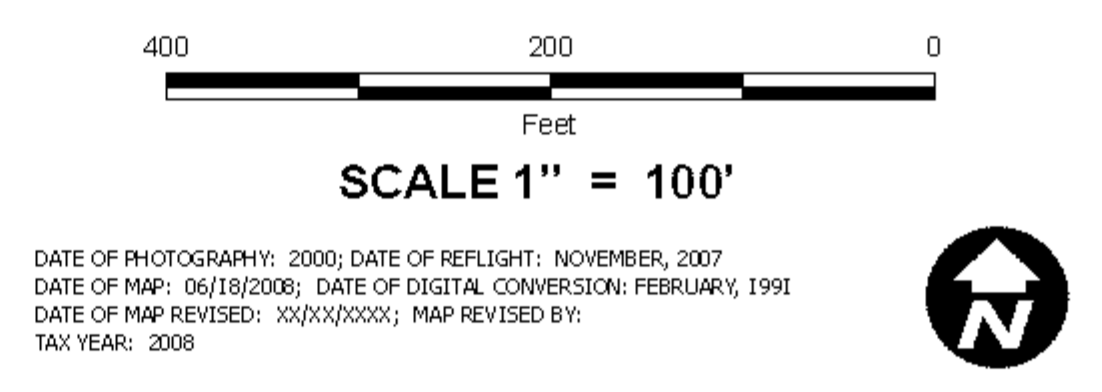 400 200 0
Feet
SCALE 1” = 100’
DATE OF PHOTOGRAPHY: 2000; DATE OF REFLIGHT: NOVEMBER, 2007
DATE OF MAP: 06/I8/2008; DATE OF DIGITAL CONVERSION: FEBRUARY, I99I
DATE OF MAP REVISED: XX/XX/XXXX; MAP REVISED BY:
TAX YEAR: 2008
N